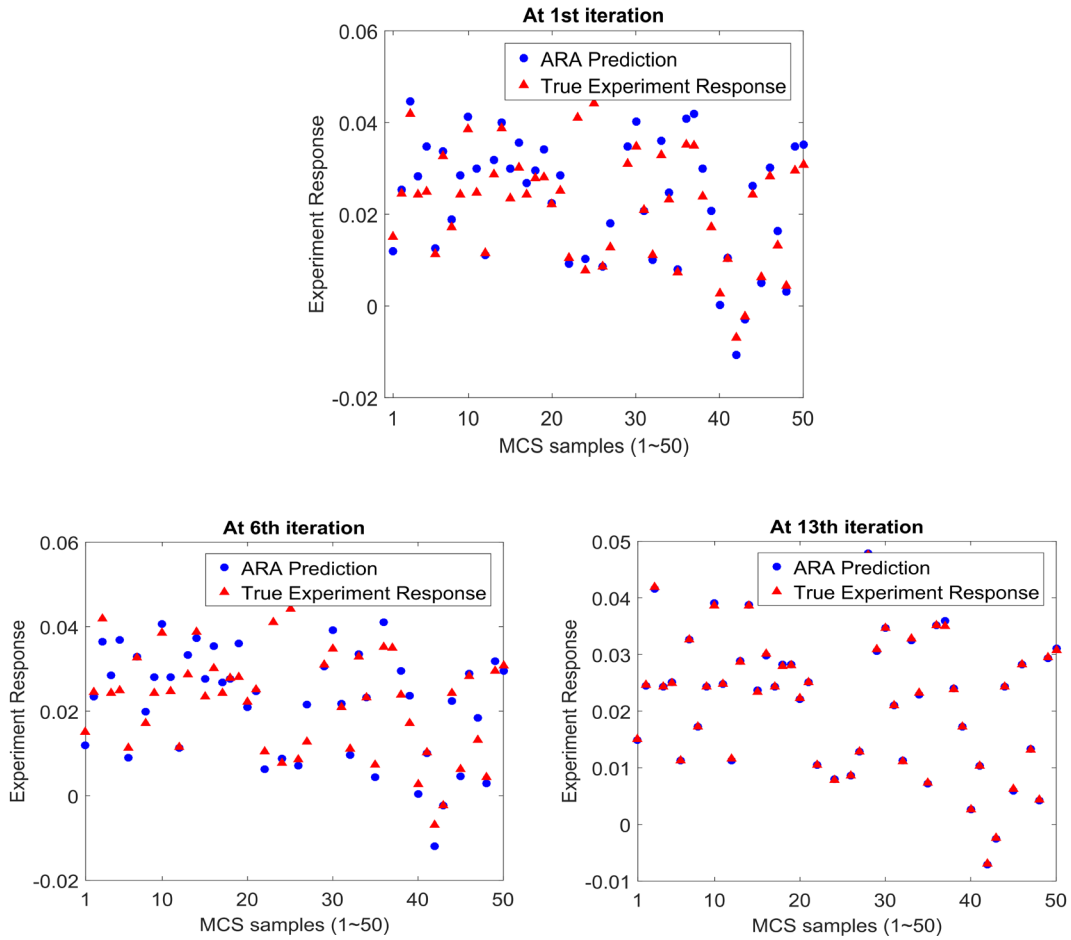 At 1st iteration
0.06
0.04
0.02
0
-0.02
Experiment Response
ARA Prediction
True Experiment Response
1 10 20 30 40 50
MCS samples (1~50)
At 6th iteration
0.06
0.04
0.02
0
-0.02
Experiment Response
ARA Prediction
True Experiment Response
1 10 20 30 40 50
MCS samples (1~50)
At 13th iteration
0.05
0.04
0.03
0.02
0.01
0
-0.01
Experiment Response
ARA Prediction
True Experiment Response
1 10 20 30 40 50
MCS samples (1~50)